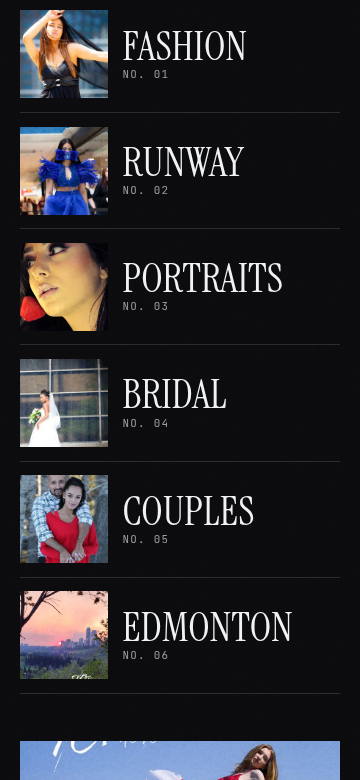 FASHION
NO. 01
RUNWAY
NO. 02
PORTRAITS
NO. 03
BRIDAL
NO. 04
COUPLES
NO. 05
EDMONTON
NO. 06